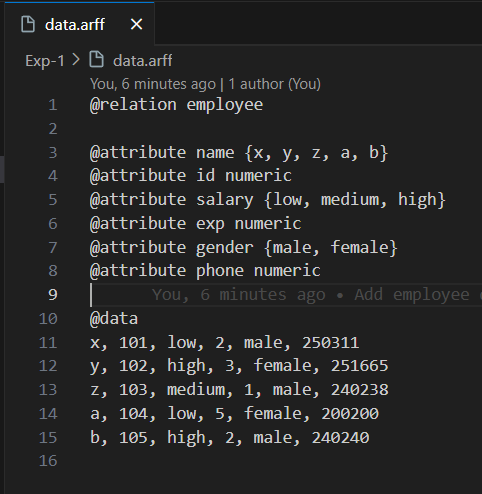 data.arff
Exp-1 > data.arff
You, 6 minutes ago | 1 author (You)
1 @relation employee
2
3 @attribute name {x, y, z, a, b}
4 @attribute id numeric
5 @attribute salary {low, medium, high}
6 @attribute exp numeric
7 @attribute gender {male, female}
8 @attribute phone numeric
9 You, 6 minutes ago • Add employee
10 @data
11 x, 101, low, 2, male, 250311
12 y, 102, high, 3, female, 251665
13 z, 103, medium, 1, male, 240238
14 a, 104, low, 5, female, 200200
15 b, 105, high, 2, male, 240240
16